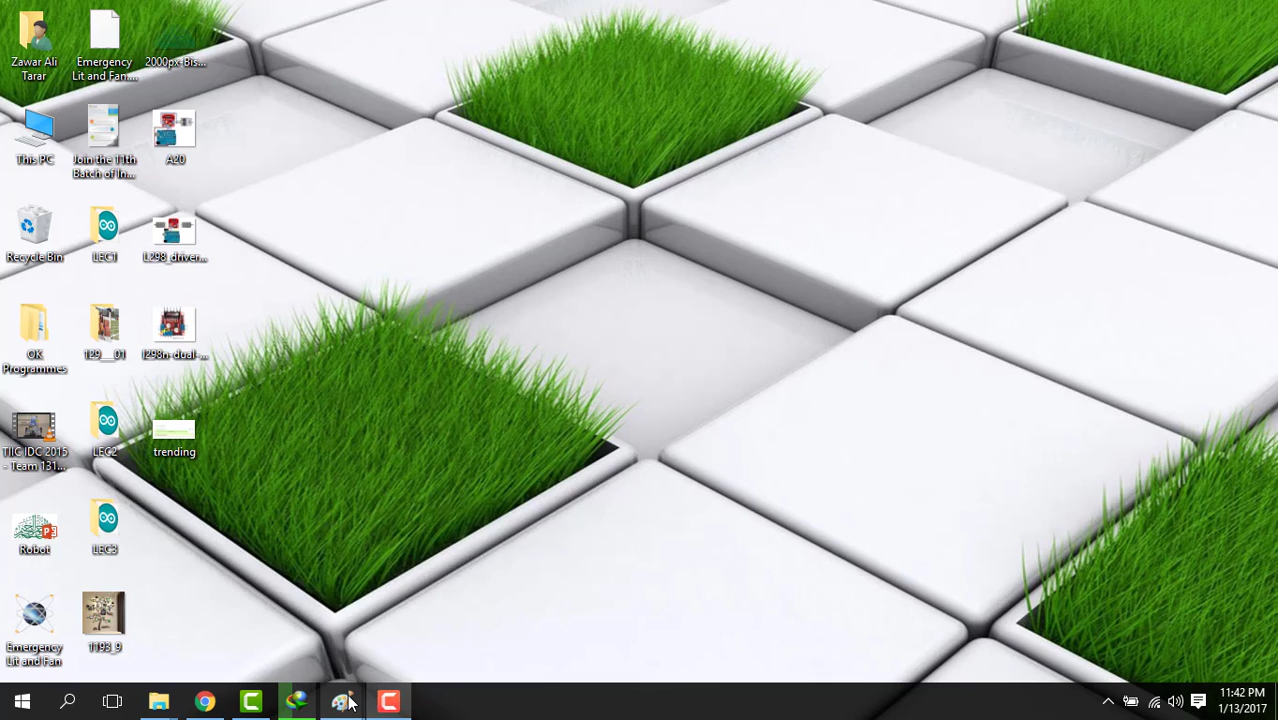 Zawar Ali
Tarar
Emergency
Lit and Fan....
2000px-Bis...
This PC
Join the 11th
Batch of In...
A20
Recycle Bin
LEC1
L298_driver...
OK
Programmes
129__01
l298n-dual-...
TIIC IDC 2015
- Team 131...
LEC2
trending
Robot
LEC3
Emergency
Lit and Fan
1193_9
11:42 PM
1/13/2017